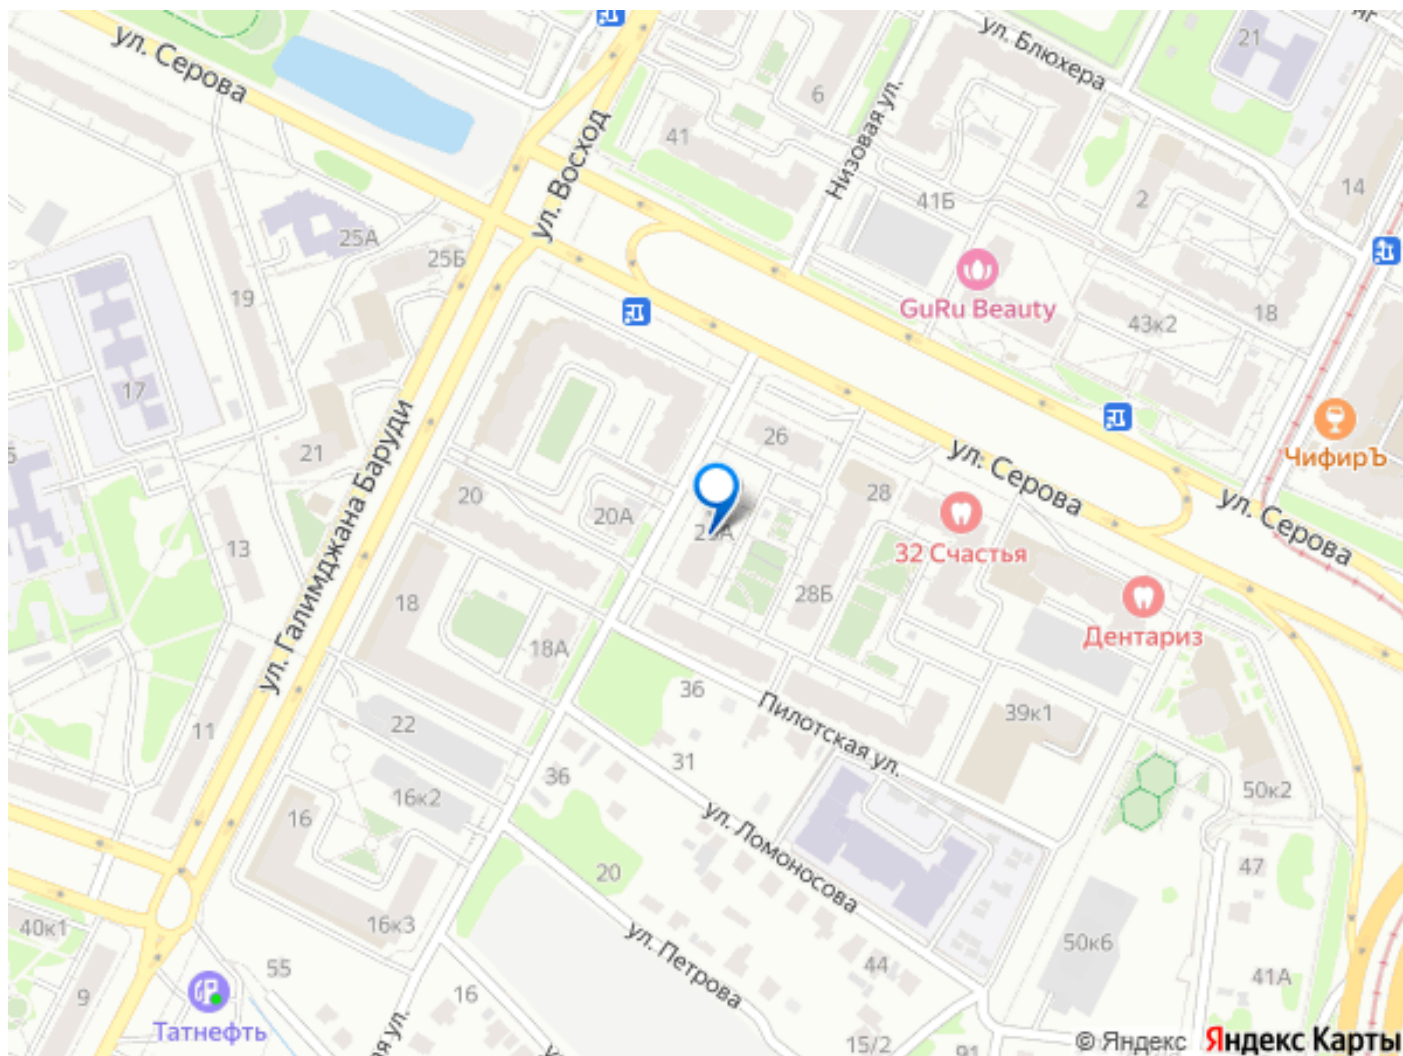 ул. Серова
ул. Восход
ул. Блюхера
21
6
41
Низовая ул.
2
14
41Б
25А
25Б
19
GuRu Beauty
43к2
18
17
ул. Галимджана Баруди
21
26
ЧифирЪ
ул. Серова
ул. Серова
20
20А
28
32 Счастья
13
28Б
18
18А
Дентариз
36
Пилотская ул.
39к1
11
22
31
36
16к2
50к2
16
ул. Ломоносова
20
47
40к1
16к3
ул. Петрова
50к6
55
44
41А
9
16
Татнефть
15/2
91
© Яндекс Яндекс Карты